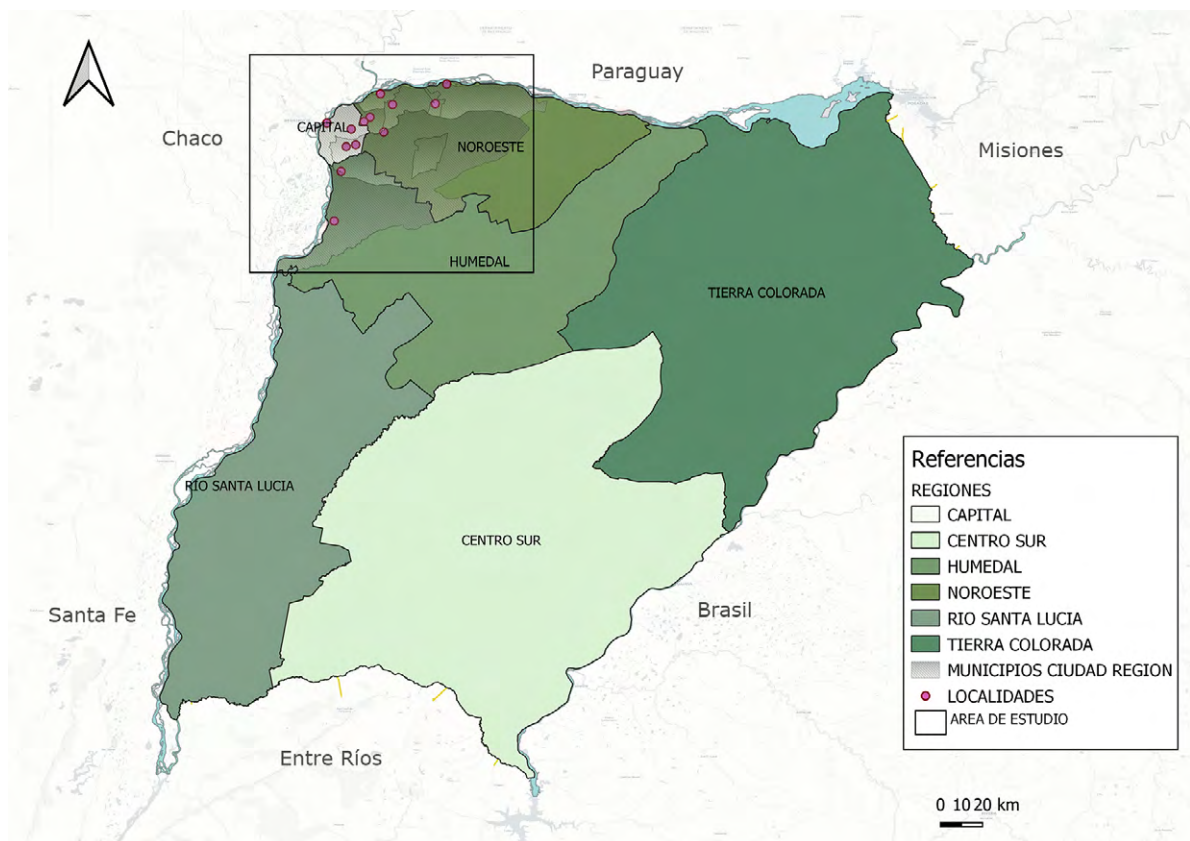 Paraguay
Chaco
CAPITAL
NOROESTE
Misiones
HUMEDAL
TIERRA COLORADA
RIO SANTA LUCIA
CENTRO SUR
Santa Fe
Brasil
Entre Ríos
Referencias
REGIONES
CAPITAL
CENTRO SUR
HUMEDAL
NOROESTE
RIO SANTA LUCIA
TIERRA COLORADA
MUNICIPIOS CIUDAD REGION
LOCALIDADES
AREA DE ESTUDIO
0 10 20 km